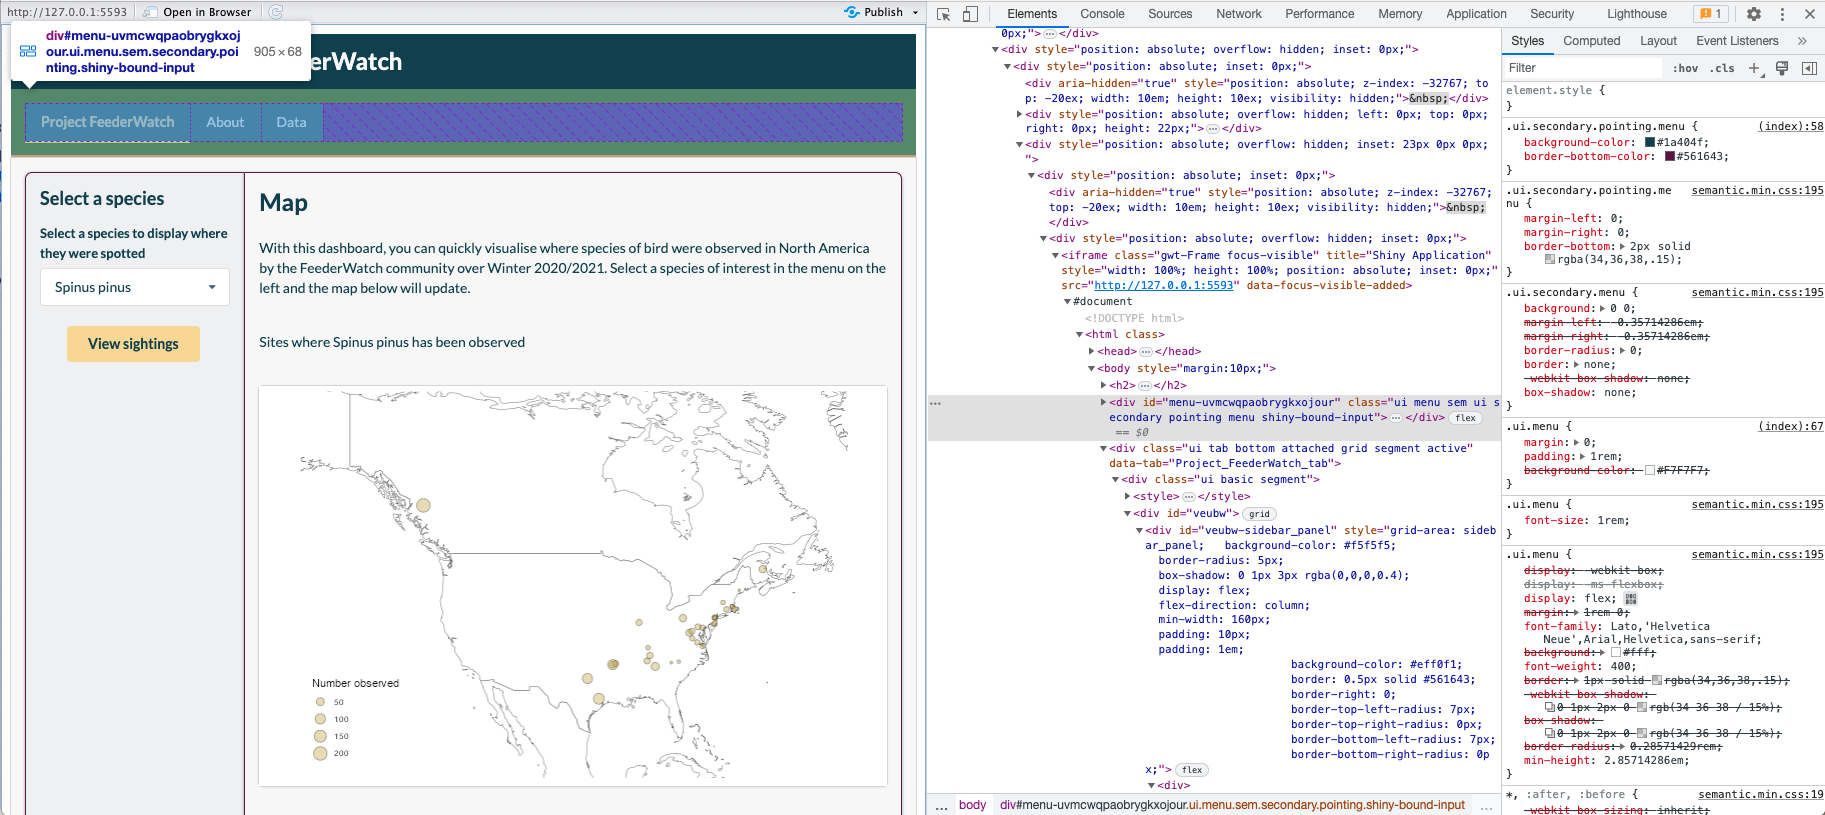 http://127.0.0.1:5593 Open in Browser Publish
div#menu-uvmcwqpaobrygkxoj
our.ui.menu.sem.secondary.poi
nting.shiny-bound-input
905 × 68
erWatch
Project FeederWatch About Data
Select a species
Select a species to display where
they were spotted
Spinus pinus
View sightings
Map
With this dashboard, you can quickly visualise where species of bird were observed in North America
by the FeederWatch community over Winter 2020/2021. Select a species of interest in the menu on the
left and the map below will update.
Sites where Spinus pinus has been observed
Number observed
50
100
150
200
Elements Console Sources Network Performance Memory Application Security Lighthouse 1
0px;">…</div>
<div style="position: absolute; overflow: hidden; inset: 0px;">
<div style="position: absolute; inset: 0px;">
<div aria-hidden="true" style="position: absolute; z-index: -32767; to
p: -20ex; width: 10em; height: 10ex; visibility: hidden;">&nbsp;</div>
<div style="position: absolute; overflow: hidden; left: 0px; top: 0px;
right: 0px; height: 22px;">…</div>
<div style="position: absolute; overflow: hidden; inset: 23px 0px 0px;
">
<div style="position: absolute; inset: 0px;">
<div aria-hidden="true" style="position: absolute; z-index: -32767;
top: -20ex; width: 10em; height: 10ex; visibility: hidden;">&nbsp;
</div>
<div style="position: absolute; overflow: hidden; inset: 0px;">
<iframe class="gwt-Frame focus-visible" title="Shiny Application"
style="width: 100%; height: 100%; position: absolute; inset: 0px;"
src="http://127.0.0.1:5593" data-focus-visible-added>
#document
<!DOCTYPE html>
<html class>
<head>…</head>
<body style="margin:10px;">
<h2>…</h2>
… <div id="menu-uvmcwqpaobrygkxojour" class="ui menu sem ui s
econdary pointing menu shiny-bound-input">…</div> flex
== $0
<div class="ui tab bottom attached grid segment active"
data-tab="Project_FeederWatch_tab">
<div class="ui basic segment">
<style>…</style>
<div id="veubw"> grid
<div id="veubw-sidebar_panel" style="grid-area: sideb
ar_panel; background-color: #f5f5f5;
border-radius: 5px;
box-shadow: 0 1px 3px rgba(0,0,0,0.4);
display: flex;
flex-direction: column;
min-width: 160px;
padding: 10px;
padding: 1em;
background-color: #eff0f1;
border: 0.5px solid #561643;
border-right: 0;
border-top-left-radius: 7px;
border-top-right-radius: 0px;
border-bottom-left-radius: 7px;
border-bottom-right-radius: 0p
x;"> flex
<div>
… body div#menu-uvmcwqpaobrygkxojour.ui.menu.sem.secondary.pointing.shiny-bound-input …
Styles Computed Layout Event Listeners »
Filter :hov .cls +
element.style {
}
.ui.secondary.pointing.menu { (index):58
background-color: #1a404f;
border-bottom-color: #561643;
}
.ui.secondary.pointing.me semantic.min.css:195
nu {
margin-left: 0;
margin-right: 0;
border-bottom: 2px solid
rgba(34,36,38,.15);
}
.ui.secondary.menu { semantic.min.css:195
background: 0 0;
margin-left: -0.35714286em;
margin-right: -0.35714286em;
border-radius: 0;
border: none;
-webkit-box-shadow: none;
box-shadow: none;
}
.ui.menu { (index):67
margin: 0;
padding: 1rem;
background-color: #F7F7F7;
}
.ui.menu { semantic.min.css:195
font-size: 1rem;
}
.ui.menu { semantic.min.css:195
display: -webkit-box;
display: -ms-flexbox;
display: flex;
margin: 1rem 0;
font-family: Lato,'Helvetica
Neue',Arial,Helvetica,sans-serif;
background: #fff;
font-weight: 400;
border: 1px solid rgba(34,36,38,.15);
-webkit-box-shadow:
0 1px 2px 0 rgb(34 36 38 / 15%);
box-shadow:
0 1px 2px 0 rgb(34 36 38 / 15%);
border-radius: 0.28571429rem;
min-height: 2.85714286em;
}
*, :after, :before { semantic.min.css:19
-webkit-box-sizing: inherit;